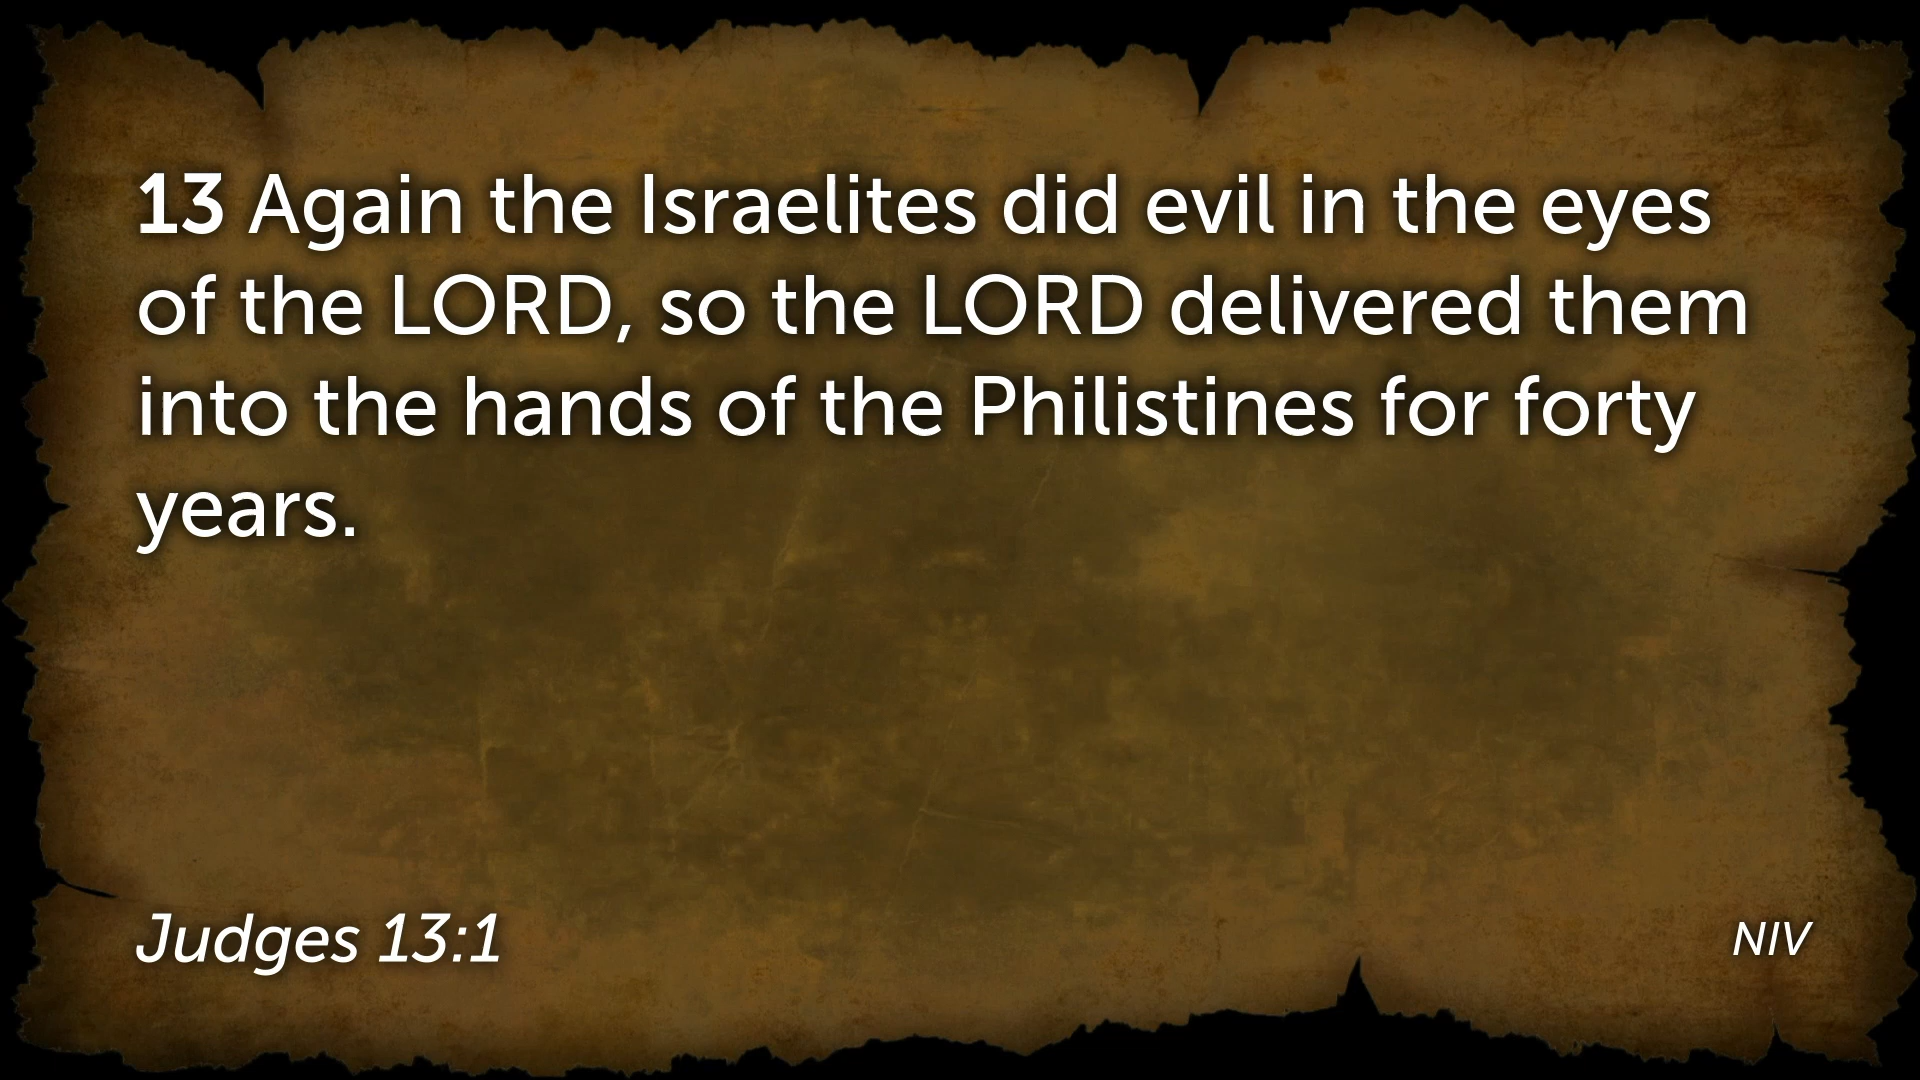 13 Again the Israelites did evil in the eyes
of the LORD, so the LORD delivered them
into the hands of the Philistines for forty
years.
Judges 13:1
NIV